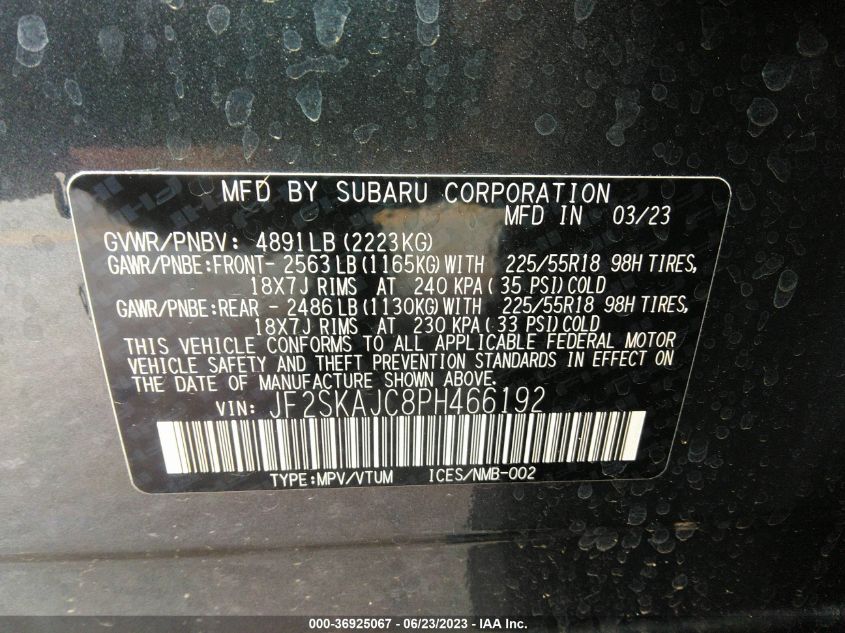 MFD BY SUBARU CORPORATION
MFD IN 03/23
GVWR/PNBV: 4891LB(2223KG)
GAWR/PNBE:FRONT- 2563LB(1165KG)WITH 225/55R18 98H TIRES,
18X7J RIMS AT 240 KPA( 35 PSI)COLD
GAWR/PNBE:REAR - 2486LB(1130KG)WITH 225/55R18 98H TIRES,
18X7J RIMS AT 230 KPA( 33 PSI)COLD
THIS VEHICLE CONFORMS TO ALL APPLICABLE FEDERAL MOTOR
VEHICLE SAFETY AND THEFT PREVENTION STANDARDS IN EFFECT ON
THE DATE OF MANUFACTURE SHOWN ABOVE.
VIN: JF2SKAJC8PH466192
TYPE:MPV/VTUM ICES/NMB-002
000-36925067 - 06/23/2023 - IAA Inc.